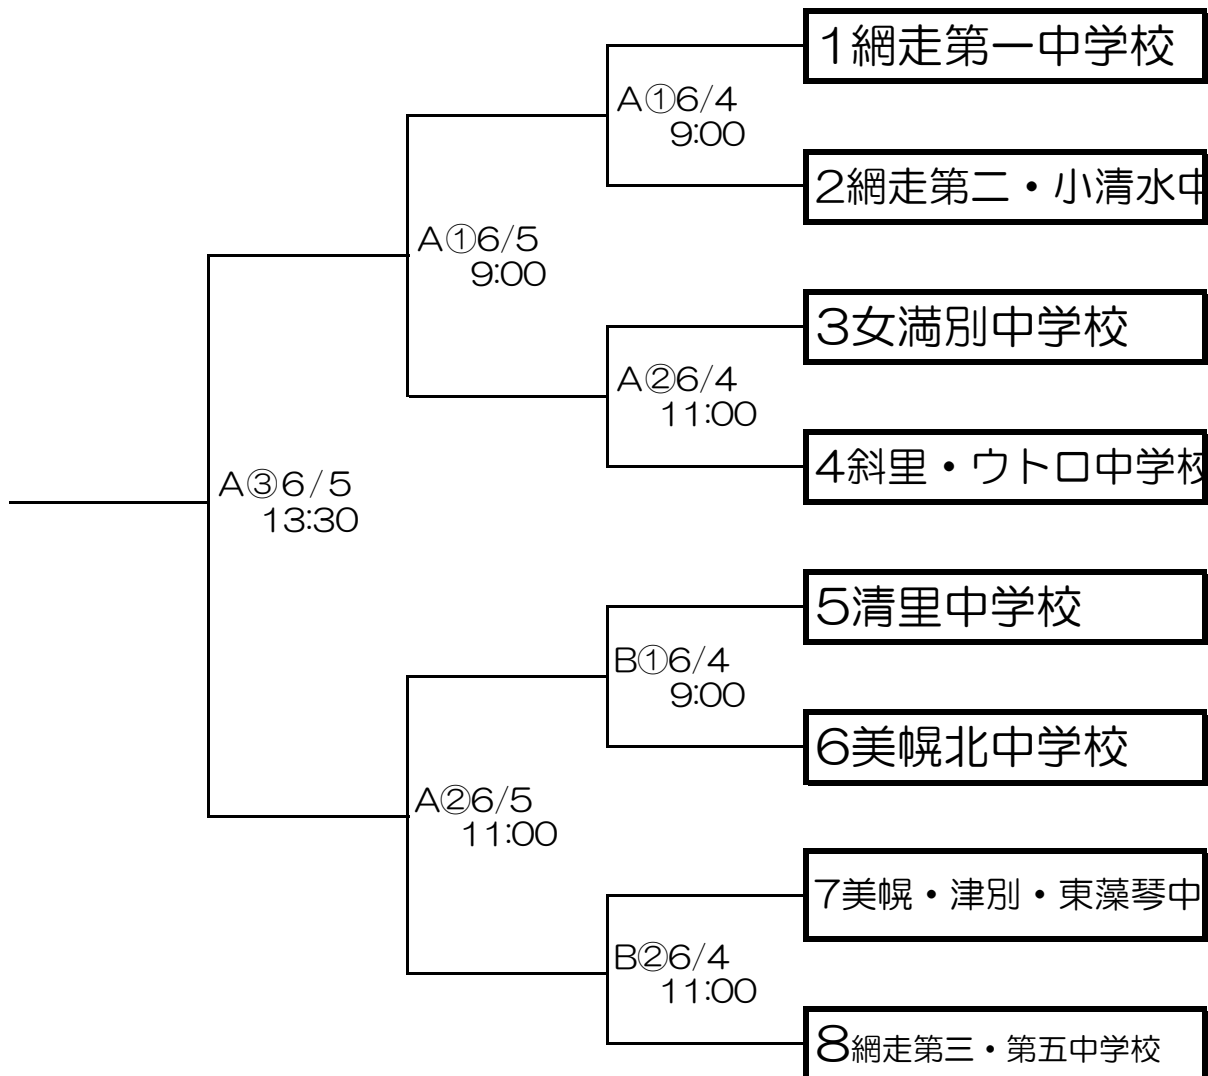 1網走第一中学校
A①6/4
9:00
2網走第二・小清水中
A①6/5
9:00
3女満別中学校
A②6/4
11:00
4斜里・ウトロ中学校
A③6/5
13:30
5清里中学校
B①6/4
9:00
6美幌北中学校
A②6/5
11:00
7美幌・津別・東藻琴中
B②6/4
11:00
8網走第三・第五中学校